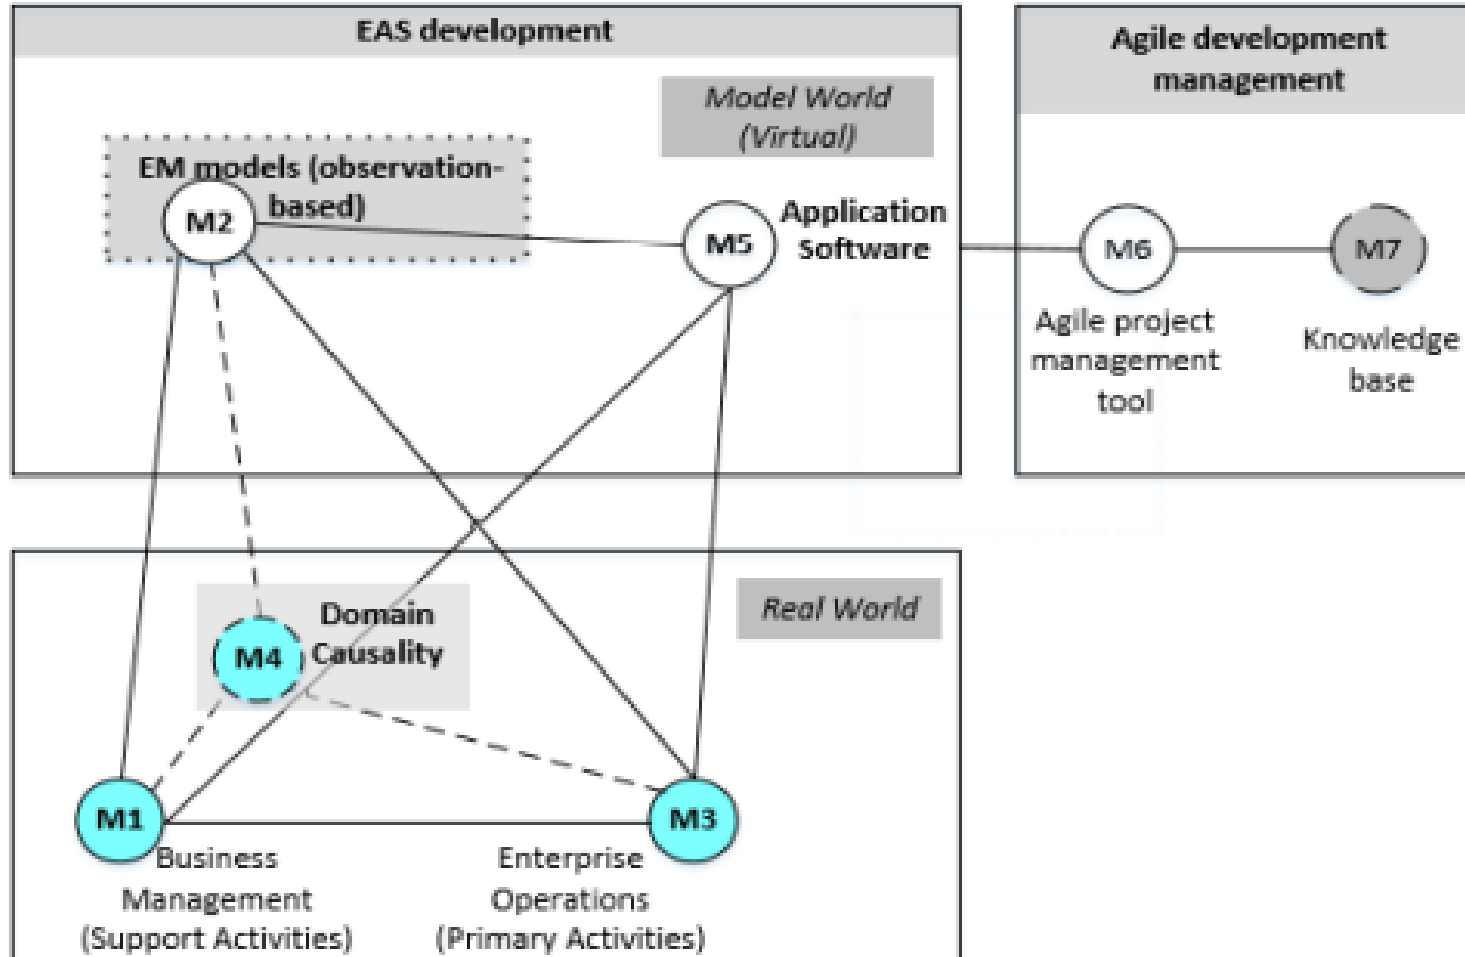 EAS development
Agile development
management
Model World
(Virtual)
EM models (observation-
based)
M2
Application
Software
M5
M6
M7
Agile project
management
tool
Knowledge
base
Real World
Domain
Causality
M4
M1
M3
Business
Management
(Support Activities)
Enterprise
Operations
(Primary Activities)